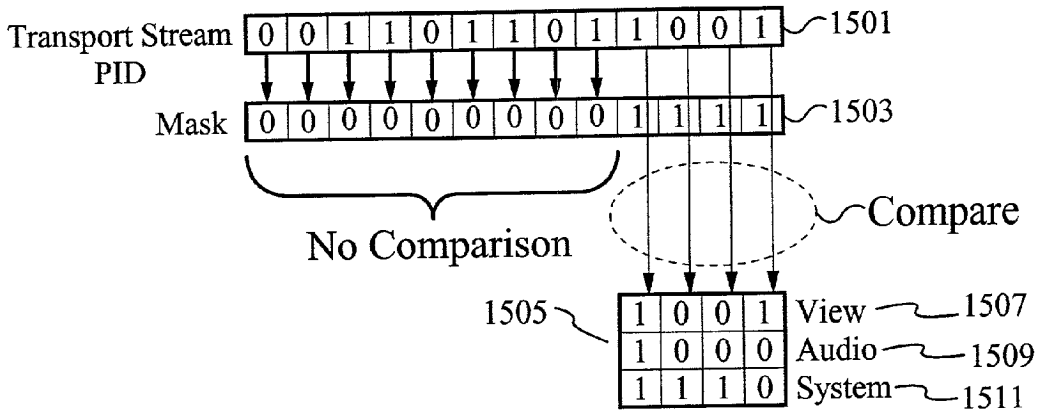 Transport Stream 0 0 1 1 0 1 1 0 1 1 0 0 1 1501
PID
Mask 0 0 0 0 0 0 0 0 0 1 1 1 1 1503
Compare
No Comparison
1505 1 0 0 1 View 1507
1 0 0 0 Audio 1509
1 1 1 0 System 1511